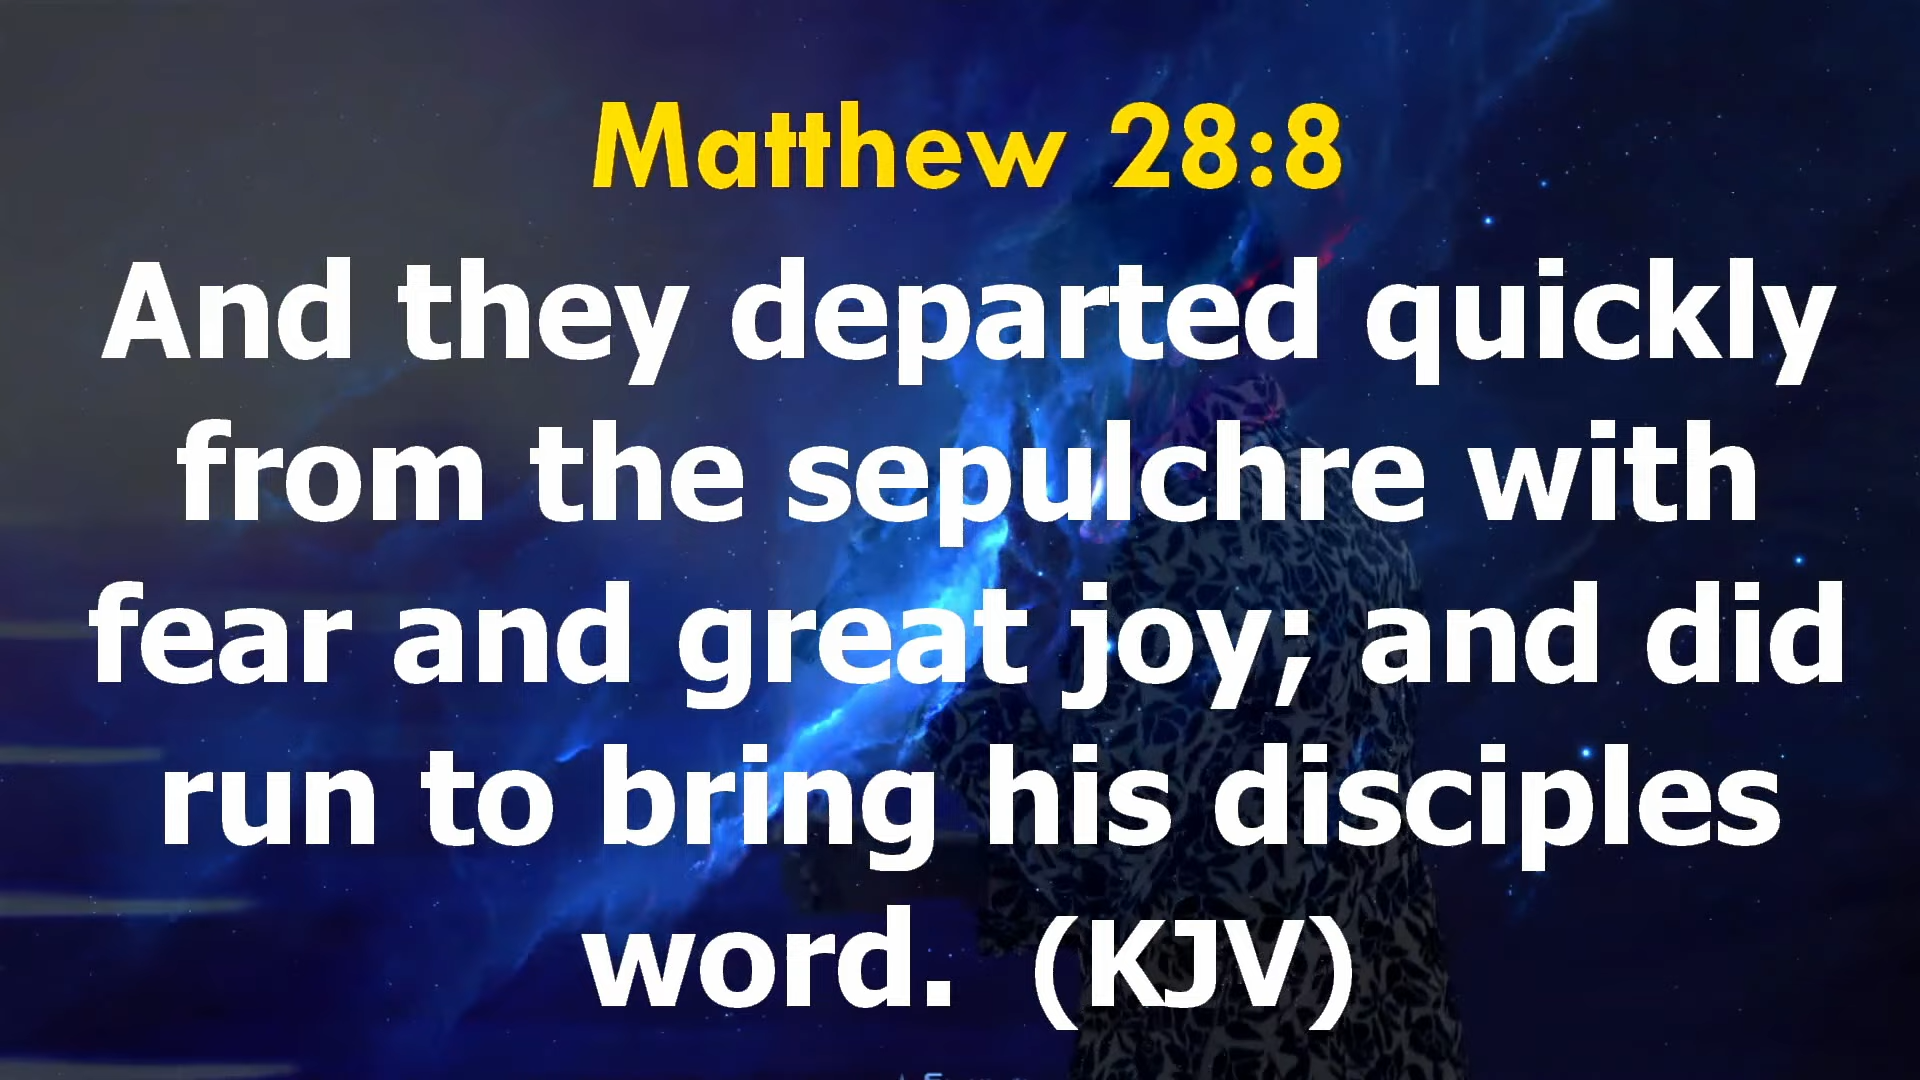 Matthew 28:8
And they departed quickly
from the sepulchre with
fear and great joy; and did
run to bring his disciples
word. (KJV)